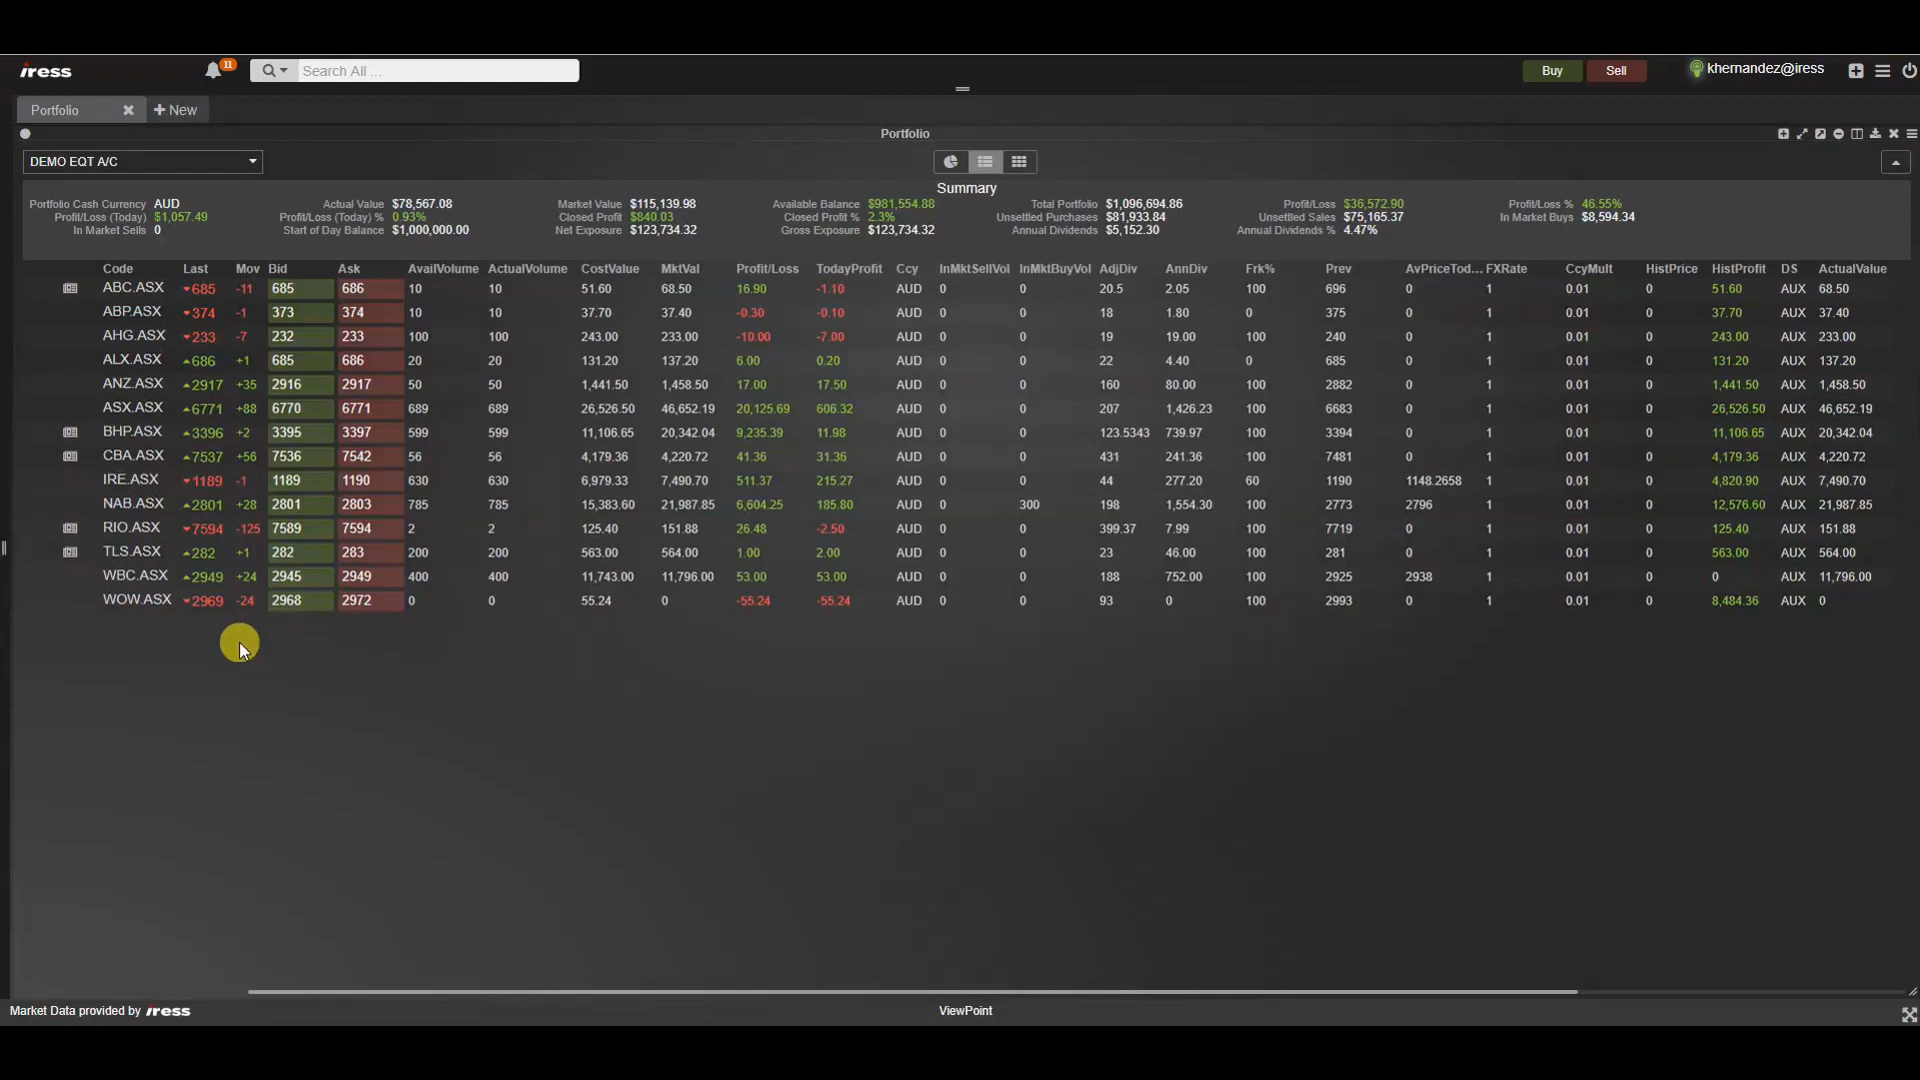 iress 11 Search All ... Buy Sell khernandez@iress
Portfolio + New
Portfolio
DEMO EQT A/C
Summary
Portfolio Cash Currency AUD Actual Value $78,567.08 Market Value $115,139.98 Available Balance $981,554.88 Total Portfolio $1,096,694.86 Profit/Loss $36,572.90 Profit/Loss % 46.55%
Profit/Loss (Today) $1,057.49 Profit/Loss (Today) % 0.93% Closed Profit $840.03 Closed Profit % 2.3% Unsettled Purchases $81,933.84 Unsettled Sales $75,165.37 In Market Buys $8,594.34
In Market Sells 0 Start of Day Balance $1,000,000.00 Net Exposure $123,734.32 Gross Exposure $123,734.32 Annual Dividends $5,152.30 Annual Dividends % 4.47%
Code Last Mov Bid Ask AvailVolume ActualVolume CostValue MktVal Profit/Loss TodayProfit Ccy InMktSellVol InMktBuyVol AdjDiv AnnDiv Frk% Prev AvPriceTod... FXRate CcyMult HistPrice HistProfit DS ActualValue
ABC.ASX 685 -11 685 686 10 10 51.60 68.50 16.90 -1.10 AUD 0 0 20.5 2.05 100 696 0 1 0.01 0 51.60 AUX 68.50
ABP.ASX 374 -1 373 374 10 10 37.70 37.40 -0.30 -0.10 AUD 0 0 18 1.80 0 375 0 1 0.01 0 37.70 AUX 37.40
AHG.ASX 233 -7 232 233 100 100 243.00 233.00 -10.00 -7.00 AUD 0 0 19 19.00 100 240 0 1 0.01 0 243.00 AUX 233.00
ALX.ASX 686 +1 685 686 20 20 131.20 137.20 6.00 0.20 AUD 0 0 22 4.40 0 685 0 1 0.01 0 131.20 AUX 137.20
ANZ.ASX 2917 +35 2916 2917 50 50 1,441.50 1,458.50 17.00 17.50 AUD 0 0 160 80.00 100 2882 0 1 0.01 0 1,441.50 AUX 1,458.50
ASX.ASX 6771 +88 6770 6771 689 689 26,526.50 46,652.19 20,125.69 606.32 AUD 0 0 207 1,426.23 100 6683 0 1 0.01 0 26,526.50 AUX 46,652.19
BHP.ASX 3396 +2 3395 3397 599 599 11,106.65 20,342.04 9,235.39 11.98 AUD 0 0 123.5343 739.97 100 3394 0 1 0.01 0 11,106.65 AUX 20,342.04
CBA.ASX 7537 +56 7536 7542 56 56 4,179.36 4,220.72 41.36 31.36 AUD 0 0 431 241.36 100 7481 0 1 0.01 0 4,179.36 AUX 4,220.72
IRE.ASX 1189 -1 1189 1190 630 630 6,979.33 7,490.70 511.37 215.27 AUD 0 0 44 277.20 60 1190 1148.2658 1 0.01 0 4,820.90 AUX 7,490.70
NAB.ASX 2801 +28 2801 2803 785 785 15,383.60 21,987.85 6,604.25 185.80 AUD 0 300 198 1,554.30 100 2773 2796 1 0.01 0 12,576.60 AUX 21,987.85
RIO.ASX 7594 -125 7589 7594 2 2 125.40 151.88 26.48 -2.50 AUD 0 0 399.37 7.99 100 7719 0 1 0.01 0 125.40 AUX 151.88
TLS.ASX 282 +1 282 283 200 200 563.00 564.00 1.00 2.00 AUD 0 0 23 46.00 100 281 0 1 0.01 0 563.00 AUX 564.00
WBC.ASX 2949 +24 2945 2949 400 400 11,743.00 11,796.00 53.00 53.00 AUD 0 0 188 752.00 100 2925 2938 1 0.01 0 0 AUX 11,796.00
WOW.ASX 2969 -24 2968 2972 0 0 55.24 0 -55.24 -55.24 AUD 0 0 93 0 100 2993 0 1 0.01 0 8,484.36 AUX 0
Market Data provided by iress ViewPoint